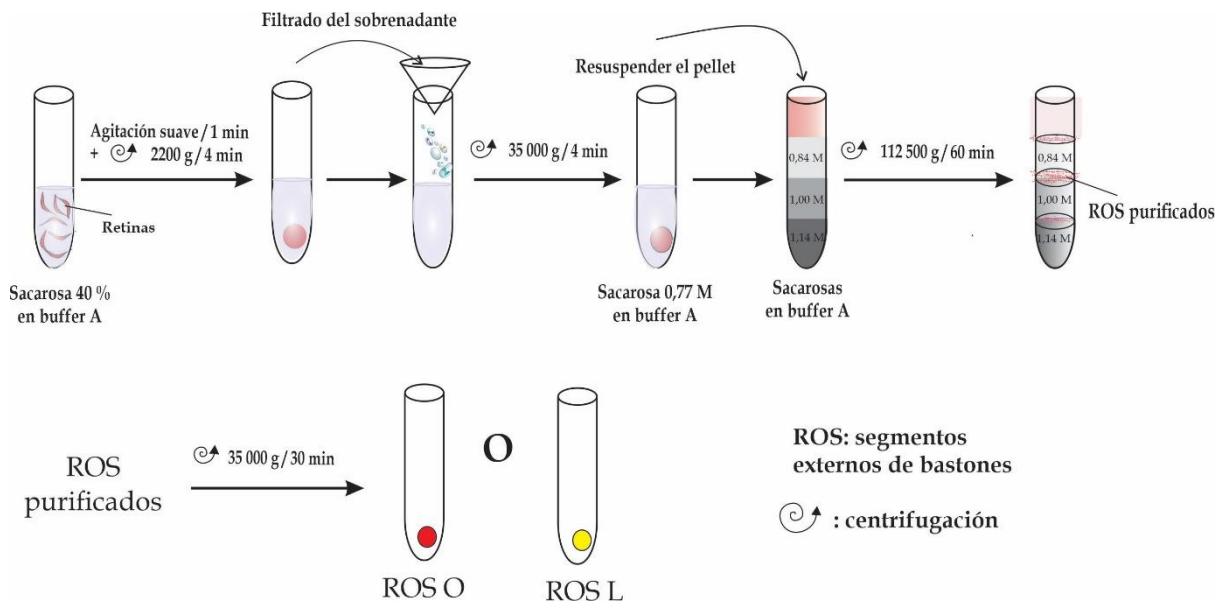 Filtrado del sobrenadante
Resuspender el pellet
Agitación suave / 1 min
+ 2200 g / 4 min
35 000 g / 4 min
112 500 g / 60 min
Retinas
0,84 M
1,00 M
1,14 M
0,84 M
1,00 M
1,14 M
ROS purificados
Sacarosa 40 %
en buffer A
Sacarosa 0,77 M
en buffer A
Sacarosas
en buffer A
ROS
purificados
35 000 g / 30 min
O
ROS O
ROS L
ROS: segmentos
externos de bastones
: centrifugación